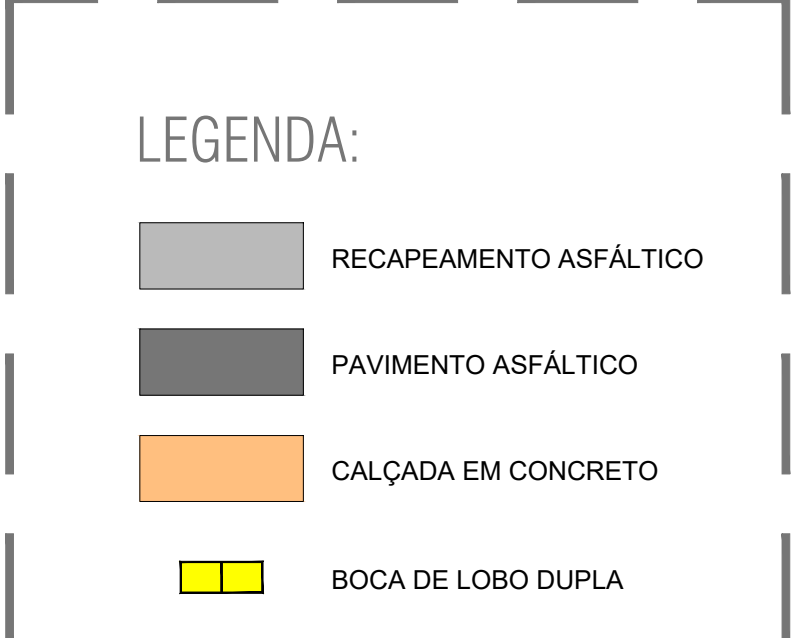 LEGENDA:
RECAPEAMENTO ASFÁLTICO
PAVIMENTO ASFÁLTICO
CALÇADA EM CONCRETO
BOCA DE LOBO DUPLA